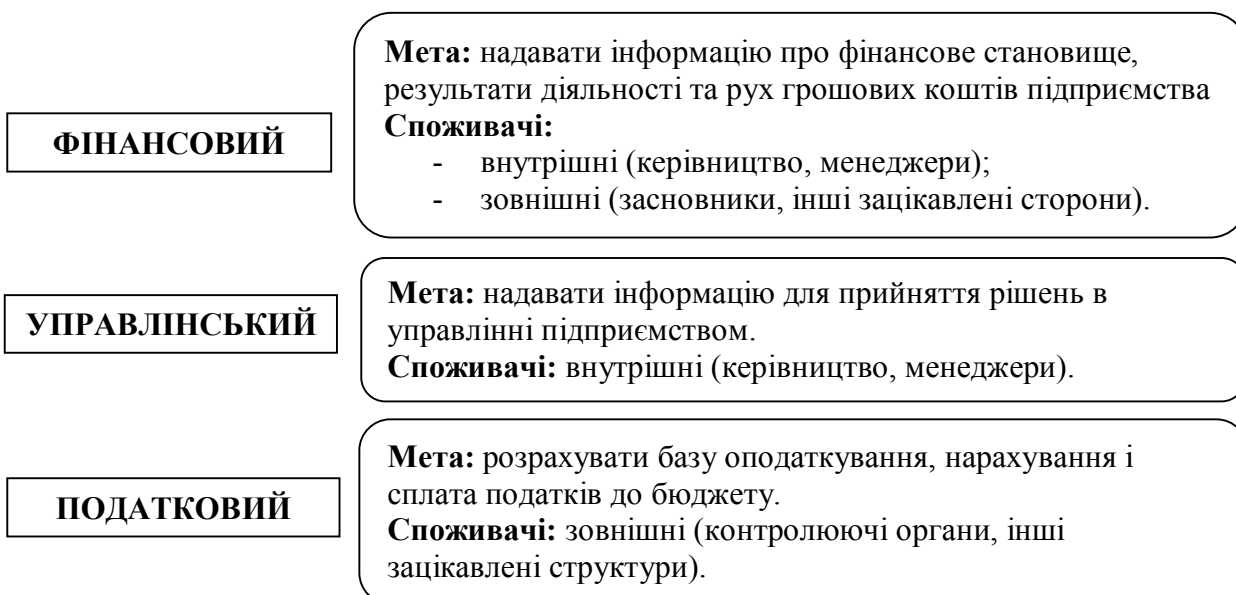 ФІНАНСОВИЙ
Мета: надавати інформацію про фінансове становище,
результати діяльності та рух грошових коштів підприємства
Споживачі:
- внутрішні (керівництво, менеджери);
- зовнішні (засновники, інші зацікавлені сторони).
УПРАВЛІНСЬКИЙ
Мета: надавати інформацію для прийняття рішень в
управлінні підприємством.
Споживачі: внутрішні (керівництво, менеджери).
ПОДАТКОВИЙ
Мета: розрахувати базу оподаткування, нарахування і
сплата податків до бюджету.
Споживачі: зовнішні (контролюючі органи, інші
зацікавлені структури).